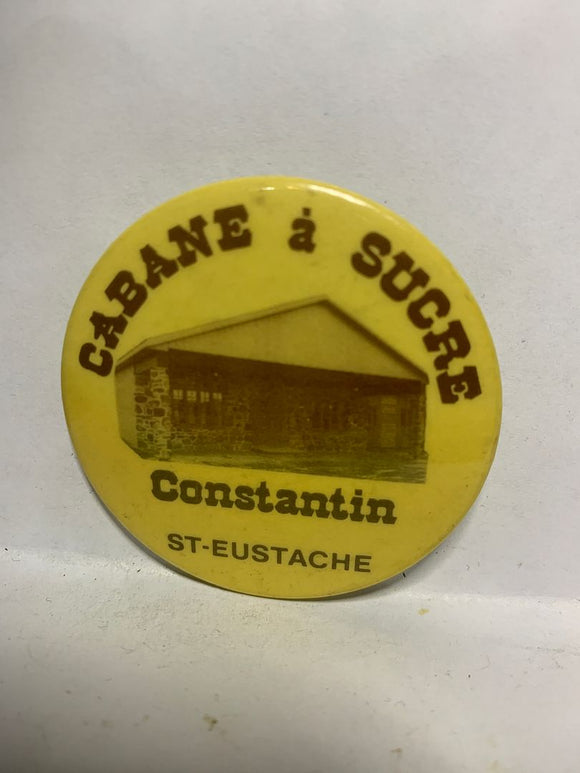 CABANE à SUCRE
Constantin
ST-EUSTACHE